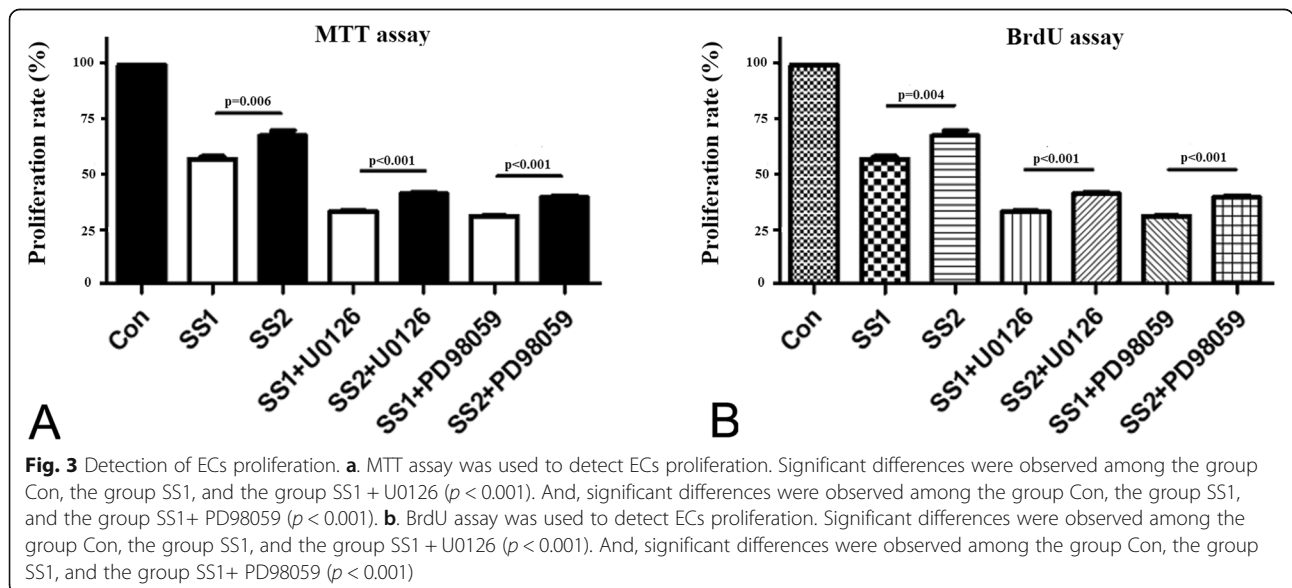 MTT assay
Proliferation rate (%)
100
75
50
25
0
p=0.006
p<0.001
p<0.001
Con
SS1
SS2
SS1+U0126
SS2+U0126
SS1+PD98059
SS2+PD98059
A
BrdU assay
Proliferation rate (%)
100
75
50
25
0
p=0.004
p<0.001
p<0.001
Con
SS1
SS2
SS1+U0126
SS2+U0126
SS1+PD98059
SS2+PD98059
B
Fig. 3 Detection of ECs proliferation. a. MTT assay was used to detect ECs proliferation. Significant differences were observed among the group
Con, the group SS1, and the group SS1 + U0126 (p < 0.001). And, significant differences were observed among the group Con, the group SS1,
and the group SS1+ PD98059 (p < 0.001). b. BrdU assay was used to detect ECs proliferation. Significant differences were observed among the
group Con, the group SS1, and the group SS1 + U0126 (p < 0.001). And, significant differences were observed among the group Con, the group
SS1, and the group SS1+ PD98059 (p < 0.001)